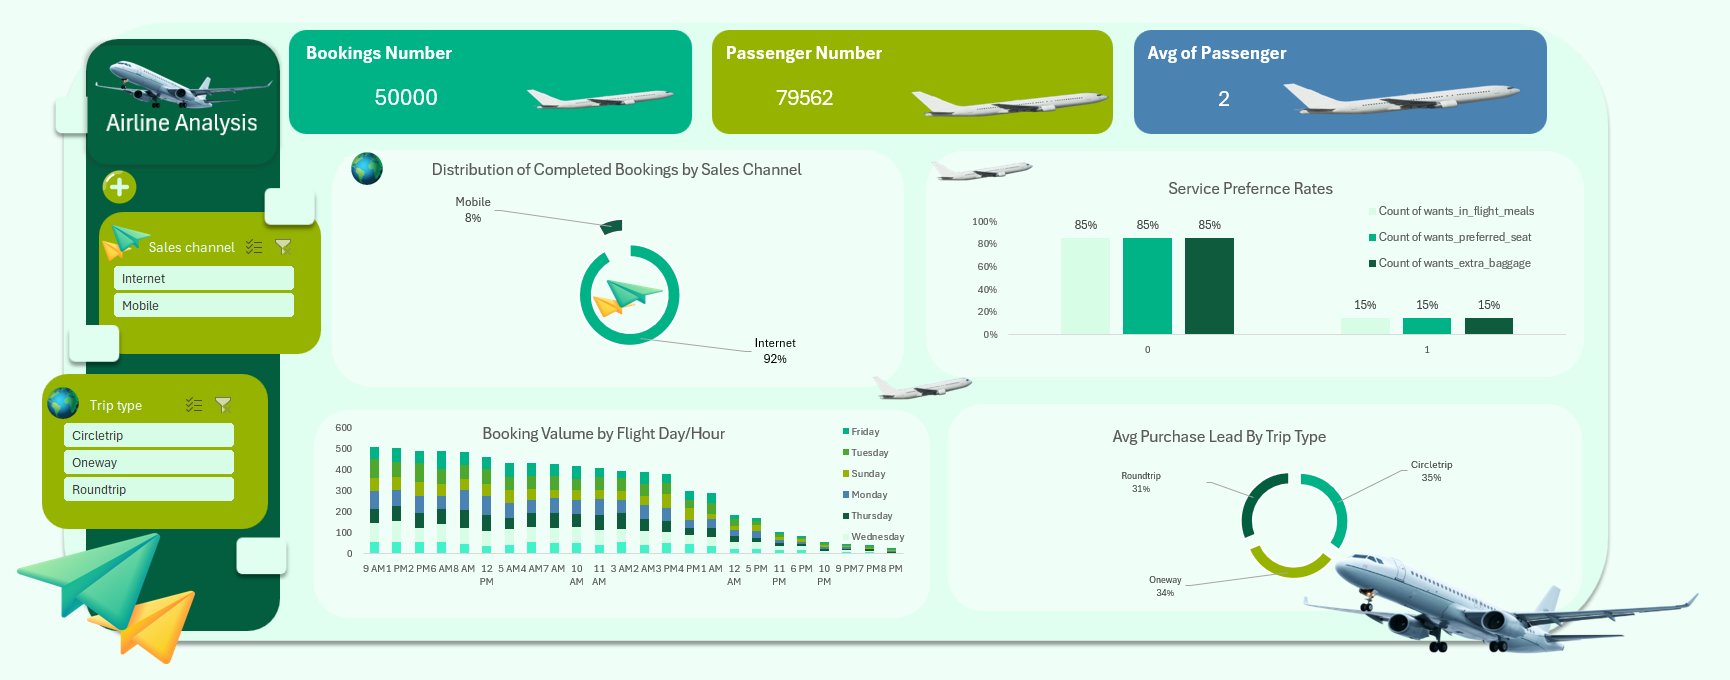 Airline Analysis
Bookings Number
50000
Passenger Number
79562
Avg of Passenger
2
Sales channel
Internet
Mobile
Trip type
Circletrip
Oneway
Roundtrip
Distribution of Completed Bookings by Sales Channel
Mobile
8%
Internet
92%
Service Prefernce Rates
Count of wants_in_flight_meals
Count of wants_preferred_seat
Count of wants_extra_baggage
100%
80%
60%
40%
20%
0%
85%
85%
85%
15%
15%
15%
0
1
Booking Valume by Flight Day/Hour
600
500
400
300
200
100
0
Friday
Tuesday
Sunday
Monday
Thursday
Wednesday
9 AM
1 PM
2 PM
6 AM
8 AM
12 PM
5 AM
4 AM
7 AM
10 AM
11 AM
3 AM
2 AM
3 PM
4 PM
1 AM
12 AM
5 PM
11 PM
6 PM
10 PM
9 PM
7 PM
8 PM
Avg Purchase Lead By Trip Type
Roundtrip
31%
Circletrip
35%
Oneway
34%